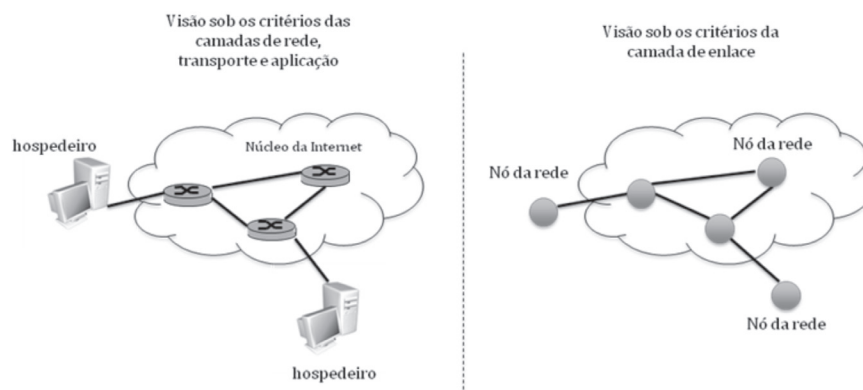 Visão sob os critérios das
camadas de rede,
transporte e aplicação
hospedeiro
Núcleo da Internet
hospedeiro
Visão sob os critérios da
camada de enlace
Nó da rede
Nó da rede
Nó da rede